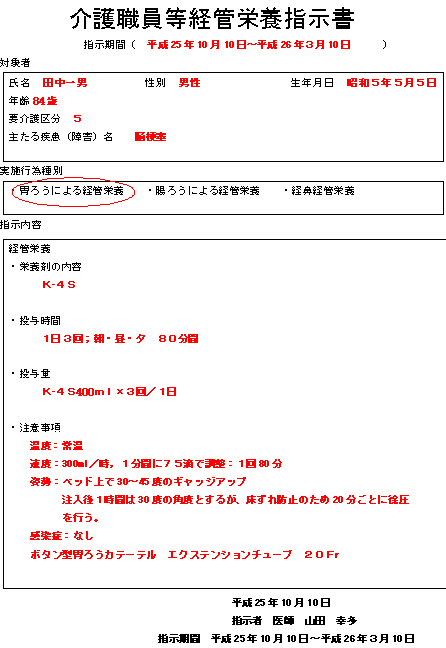 介護職員等経管栄養指示書
指示期間(　平成25年10月10日～平成26年3月10日　)
対象者
氏名　田中一男　性別　男性　生年月日　昭和5年5月5日
年齢84歳
要介護区分　5
主たる疾患(障害)名　脳梗塞
実施行為種別
・胃ろうによる経管栄養　・腸ろうによる経管栄養　・経鼻経管栄養
指示内容
経管栄養
・栄養剤の内容
K-4S
・投与時間
1日3回；朝・昼・夕　80分間
・投与量
K-4S400ml×3回／1日
・注意事項
温度：常温
速度：300ml／時，1分間に75滴で調整：1回80分
姿勢：ベッド上で30～45度のギャッジアップ
注入後1時間は30度の角度とするが、床ずれ防止のため20分ごとに徐圧
を行う。
感染症：なし
ボタン型胃ろうカテーテル　エクステンションチューブ　20Fr
平成25年10月10日
指示者　医師　山田　幸多
指示期間　平成25年10月10日～平成26年3月10日